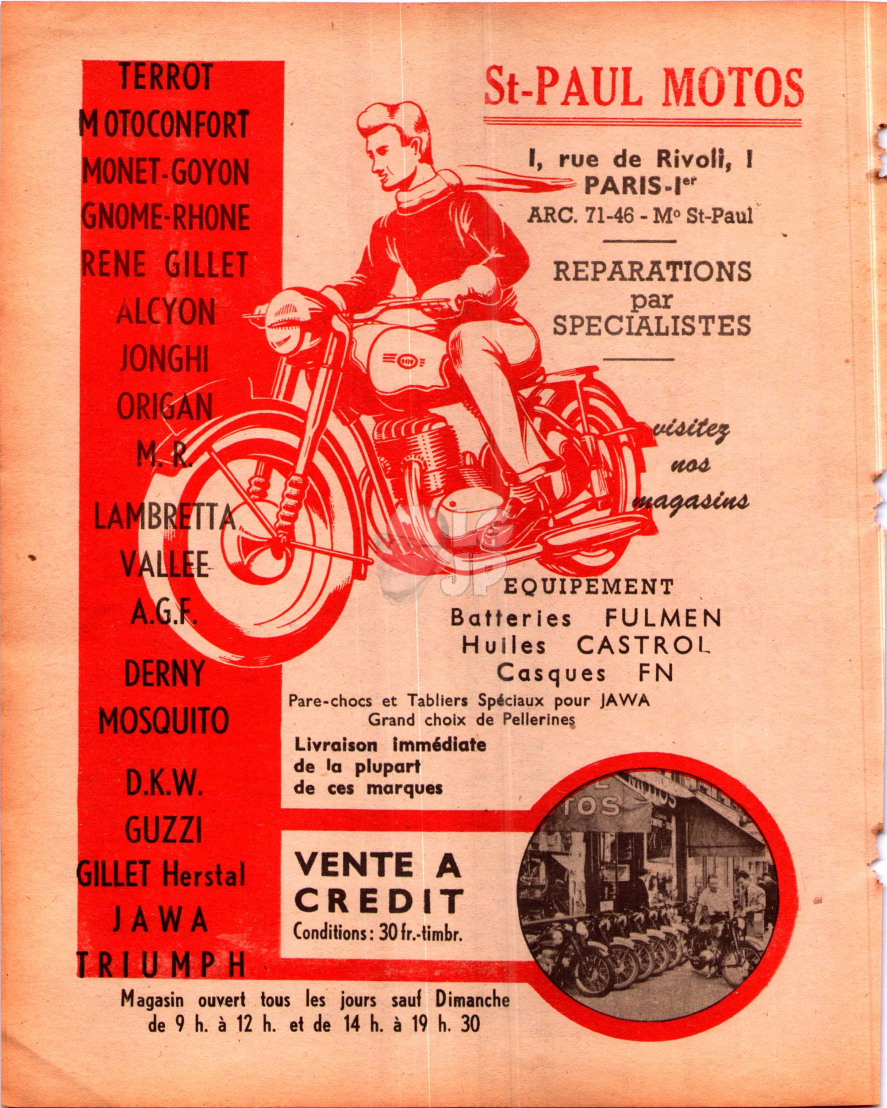 TERROT
MOTOCONFORT
MONET-GOYON
GNOME-RHONE
RENE GILLET
ALCYON
JONGHI
ORIGAN
M. R.
LAMBRETTA
VALLEE
A.G.F.
DERNY
MOSQUITO
D.K.W.
GUZZI
GILLET Herstal
JAWA
TRIUMPH
St-PAUL MOTOS
1, rue de Rivoli, 1
PARIS-1er
ARC. 71-46 - Mº St-Paul
REPARATIONS
par
SPECIALISTES
visitez
nos
magasins
EQUIPEMENT
Batteries FULMEN
Huiles CASTROL
Casques FN
Pare-chocs et Tabliers Spéciaux pour JAWA
Grand choix de Pellerines
Livraison immédiate
de la plupart
de ces marques
VENTE A
CREDIT
Conditions : 30 fr.-timbr.
TOS
Magasin ouvert tous les jours sauf Dimanche
de 9 h. à 12 h. et de 14 h. à 19 h. 30